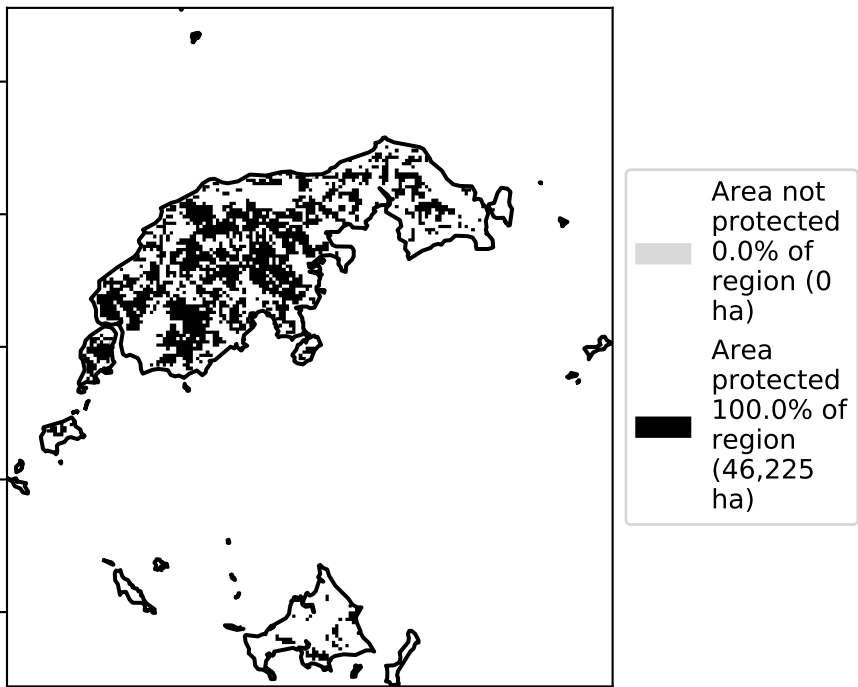 Area not
protected
0.0% of
region (0
ha)
Area
protected
100.0% of
region
(46,225
ha)